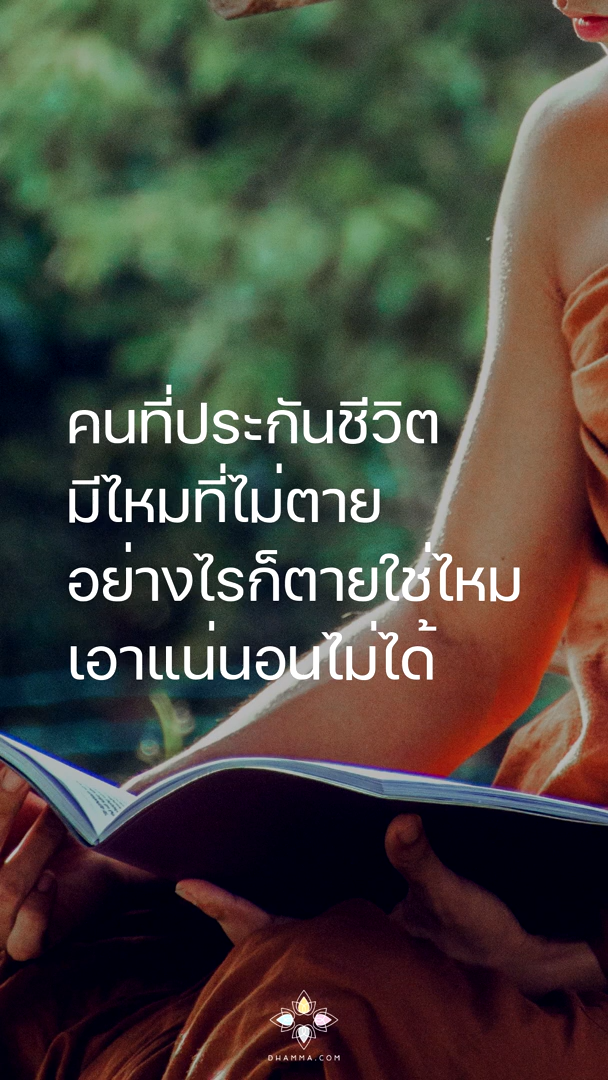 คนที่ประกันชีวิต
มีไหมที่ไม่ตาย
อย่างไรก็ตายใช่ไหม
เอาแน่นอนไม่ได้
DHAMMA.COM